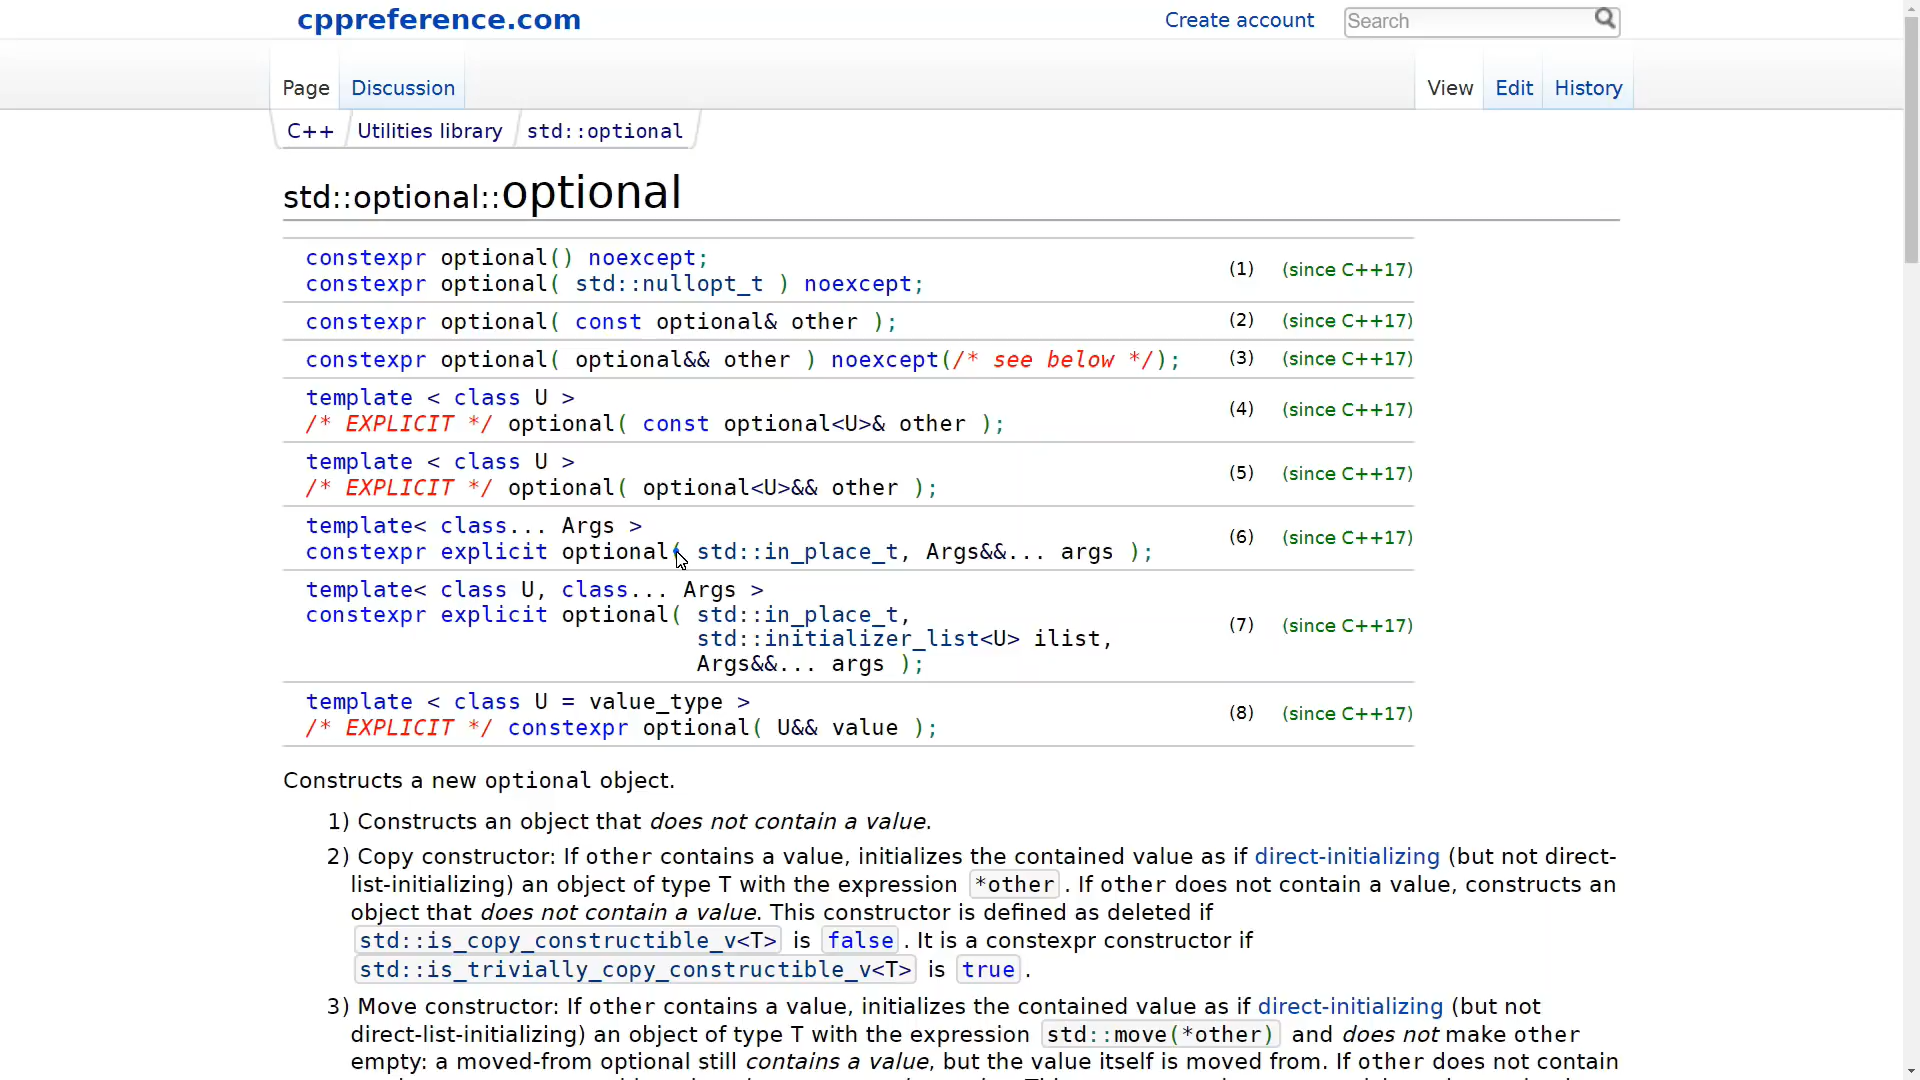 cppreference.com
Create account
Search
Page
Discussion
View
Edit
History
C++
Utilities library
std::optional
std::optional::optional
constexpr optional() noexcept;
constexpr optional( std::nullopt_t ) noexcept;
(1)
(since C++17)
constexpr optional( const optional& other );
(2)
(since C++17)
constexpr optional( optional&& other ) noexcept(/* see below */);
(3)
(since C++17)
template < class U >
/* EXPLICIT */ optional( const optional<U>& other );
(4)
(since C++17)
template < class U >
/* EXPLICIT */ optional( optional<U>&& other );
(5)
(since C++17)
template< class... Args >
constexpr explicit optional( std::in_place_t, Args&&... args );
(6)
(since C++17)
template< class U, class... Args >
constexpr explicit optional( std::in_place_t,
std::initializer_list<U> ilist,
Args&&... args );
(7)
(since C++17)
template < class U = value_type >
/* EXPLICIT */ constexpr optional( U&& value );
(8)
(since C++17)
Constructs a new optional object.
1) Constructs an object that does not contain a value.
2) Copy constructor: If other contains a value, initializes the contained value as if direct-initializing (but not direct-
list-initializing) an object of type T with the expression *other . If other does not contain a value, constructs an
object that does not contain a value. This constructor is defined as deleted if
std::is_copy_constructible_v<T> is false . It is a constexpr constructor if
std::is_trivially_copy_constructible_v<T> is true .
3) Move constructor: If other contains a value, initializes the contained value as if direct-initializing (but not
direct-list-initializing) an object of type T with the expression std::move(*other) and does not make other
empty: a moved-from optional still contains a value, but the value itself is moved from. If other does not contain